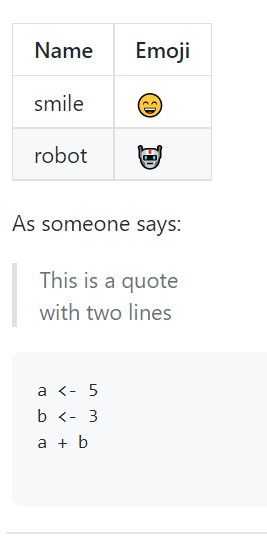 Name Emoji
smile 😄
robot 🤖
As someone says:
This is a quote
with two lines
a <- 5
b <- 3
a + b